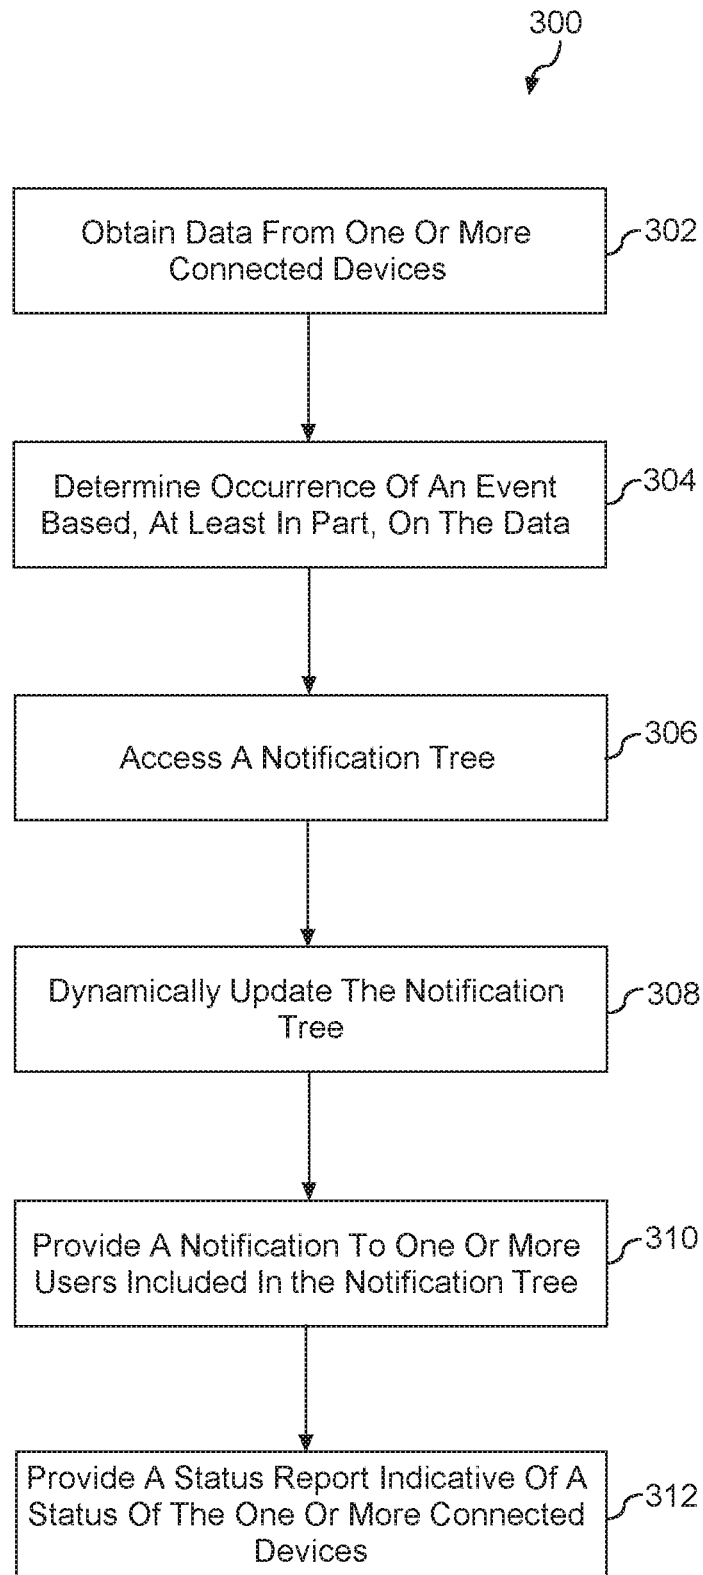 300
Obtain Data From One Or More
Connected Devices
302
Determine Occurrence Of An Event
Based, At Least In Part, On The Data
304
Access A Notification Tree
306
Dynamically Update The Notification
Tree
308
Provide A Notification To One Or More
Users Included In the Notification Tree
310
Provide A Status Report Indicative Of A
Status Of The One Or More Connected
Devices
312